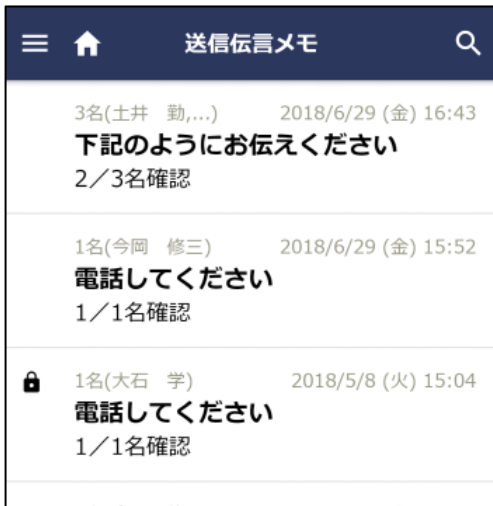 送信伝言メモ
3名(土井　勤,...) 2018/6/29 (金) 16:43
下記のようにお伝えください
2／3名確認
1名(今岡　修三) 2018/6/29 (金) 15:52
電話してください
1／1名確認
1名(大石　学) 2018/5/8 (火) 15:04
電話してください
1／1名確認